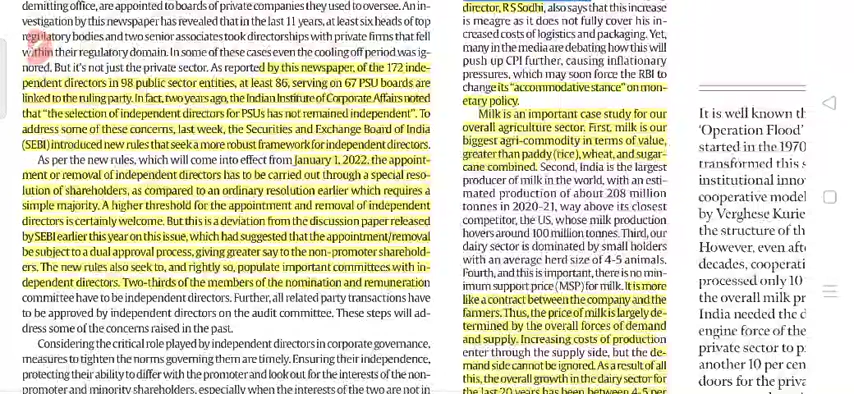 demitting office, are appointed to boards of private companies they used to oversee. An in-
vestigation by this newspaper has revealed that in the last 11 years, at least six heads of top
regulatory bodies and two senior associates took directorships with private firms that fell
within their regulatory domain. In some of these cases even the cooling off period was ig-
nored. But it's not just the private sector. As reported by this newspaper, of the 172 inde-
pendent directors in 98 public sector entities, at least 86, serving on 67 PSU boards are
linked to the ruling party. In fact, two years ago, the Indian Institute of Corporate Affairs noted
that “the selection of independent directors for PSUs has not remained independent”. To
address some of these concerns, last week, the Securities and Exchange Board of India
(SEBI) introduced new rules that seek a more robust framework for independent directors.
As per the new rules, which will come into effect from January 1, 2022, the appoint-
ment or removal of independent directors has to be carried out through a special reso-
lution of shareholders, as compared to an ordinary resolution earlier which requires a
simple majority. A higher threshold for the appointment and removal of independent
directors is certainly welcome. But this is a deviation from the discussion paper released
by SEBI earlier this year on this issue, which had suggested that the appointment/removal
be subject to a dual approval process, giving greater say to the non-promoter sharehold-
ers. The new rules also seek to, and rightly so, populate important committees with in-
dependent directors. Two-thirds of the members of the nomination and remuneration
committee have to be independent directors. Further, all related party transactions have
to be approved by independent directors on the audit committee. These steps will ad-
dress some of the concerns raised in the past.
Considering the critical role played by independent directors in corporate governance,
measures to tighten the norms governing them are timely. Ensuring their independence,
protecting their ability to differ with the promoter and look out for the interests of the non-
promoter and minority shareholders, especially when the interests of the two are not in
director, R S Sodhi, also says that this increase
is meagre as it does not fully cover his in-
creased costs of logistics and packaging. Yet,
many in the media are debating how this will
push up CPI further, causing inflationary
pressures, which may soon force the RBI to
change its “accommodative stance” on mon-
etary policy.
Milk is an important case study for our
overall agriculture sector. First, milk is our
biggest agri-commodity in terms of value,
greater than paddy (rice), wheat, and sugar-
cane combined. Second, India is the largest
producer of milk in the world, with an esti-
mated production of about 208 million
tonnes in 2020-21, way above its closest
competitor, the US, whose milk production
hovers around 100 million tonnes. Third, our
dairy sector is dominated by small holders
with an average herd size of 4-5 animals.
Fourth, and this is important, there is no min-
imum support price (MSP) for milk. It is more
like a contract between the company and the
farmers. Thus, the price of milk is largely de-
termined by the overall forces of demand
and supply. Increasing costs of production
enter through the supply side, but the de-
mand side cannot be ignored. As a result of all
this, the overall growth in the dairy sector for
the last 20 years has been between 4-5 per
It is well known th
‘Operation Flood’
started in the 1970
transformed this s
institutional inno
cooperative model
by Verghese Kurie
the structure of th
However, even afte
decades, cooperati
processed only 10
the overall milk pr
India needed the d
engine force of the
private sector to p
another 10 per cen
doors for the priva